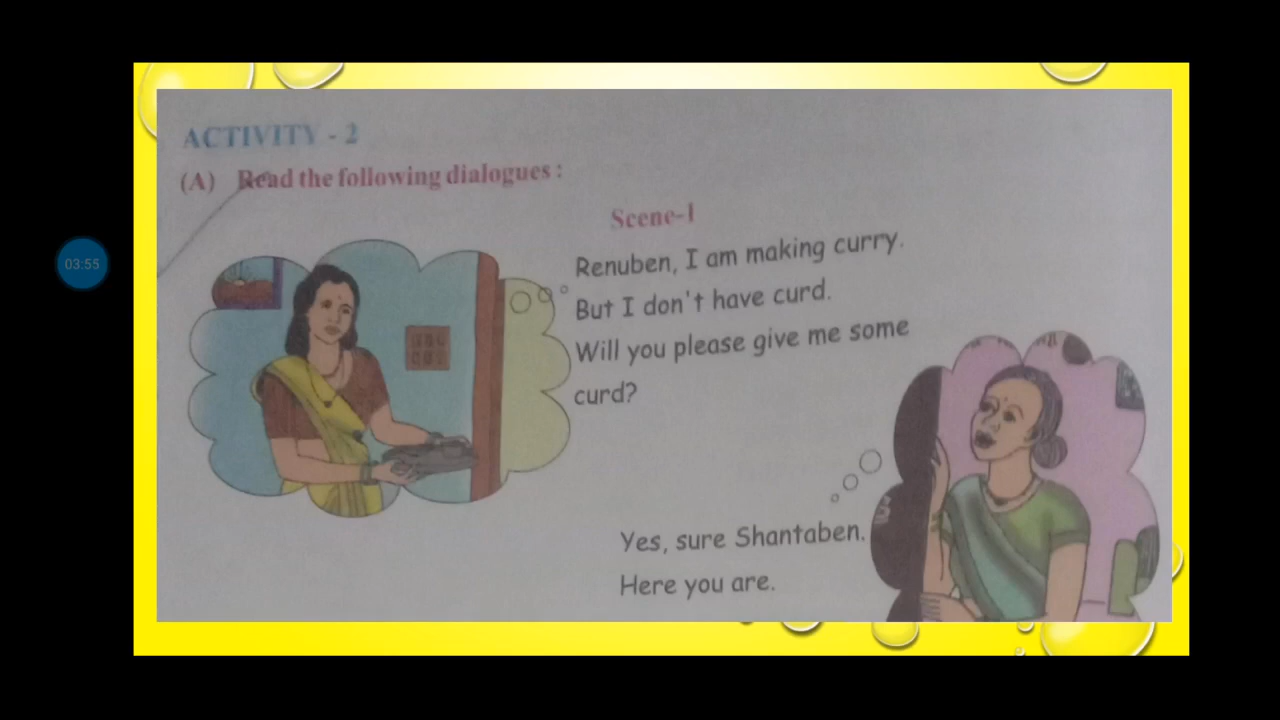 03:55
ACTIVITY - 2
(A) Read the following dialogues :
Scene-1
Renuben, I am making curry.
But I don't have curd.
Will you please give me some
curd?
Yes, sure Shantaben.
Here you are.